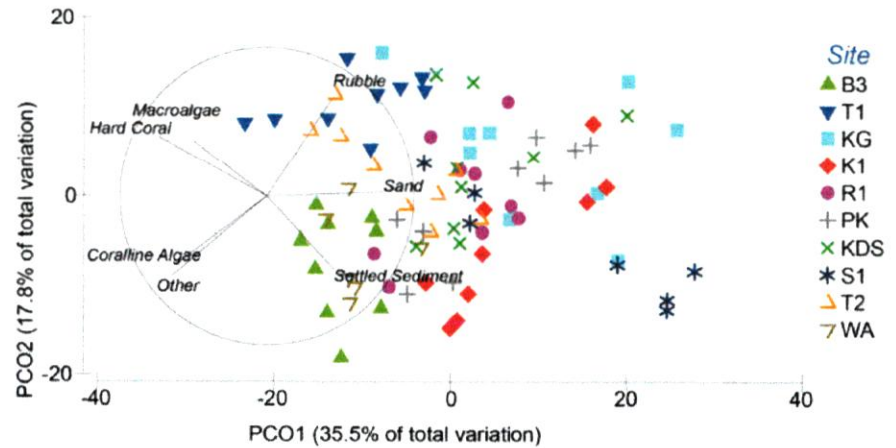 20
0
-20
PCO2 (17.8% of total variation)
Rubble
Macroalgae
Hard Coral
Sand
Coralline Algae
Other
Settled Sediment
-40
-20
0
20
40
PCO1 (35.5% of total variation)
Site
B3
T1
KG
K1
R1
PK
KDS
S1
T2
WA